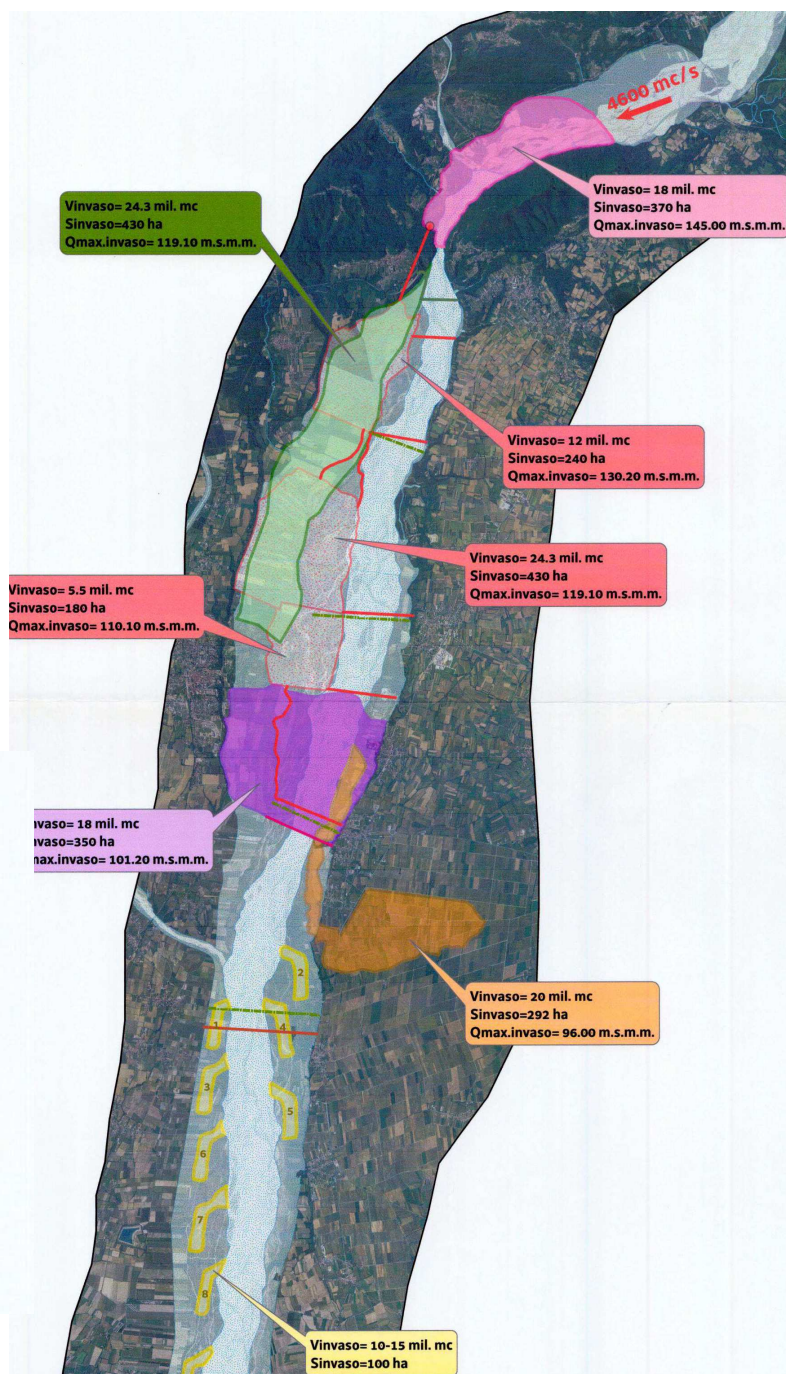 4600 mc/s
Vinvaso= 18 mil. mc
Sinvaso=370 ha
Qmax.invaso= 145.00 m.s.m.m.
Vinvaso= 24.3 mil. mc
Sinvaso=430 ha
Qmax.invaso= 119.10 m.s.m.m.
Vinvaso= 12 mil. mc
Sinvaso=240 ha
Qmax.invaso= 130.20 m.s.m.m.
Vinvaso= 24.3 mil. mc
Sinvaso=430 ha
Qmax.invaso= 119.10 m.s.m.m.
Vinvaso= 5.5 mil. mc
Sinvaso=180 ha
Qmax.invaso= 110.10 m.s.m.m.
nvaso= 18 mil. mc
nvaso=350 ha
max.invaso= 101.20 m.s.m.m.
2
Vinvaso= 20 mil. mc
Sinvaso=292 ha
Qmax.invaso= 96.00 m.s.m.m.
1
4
3
5
6
7
8
Vinvaso= 10-15 mil. mc
Sinvaso=100 ha